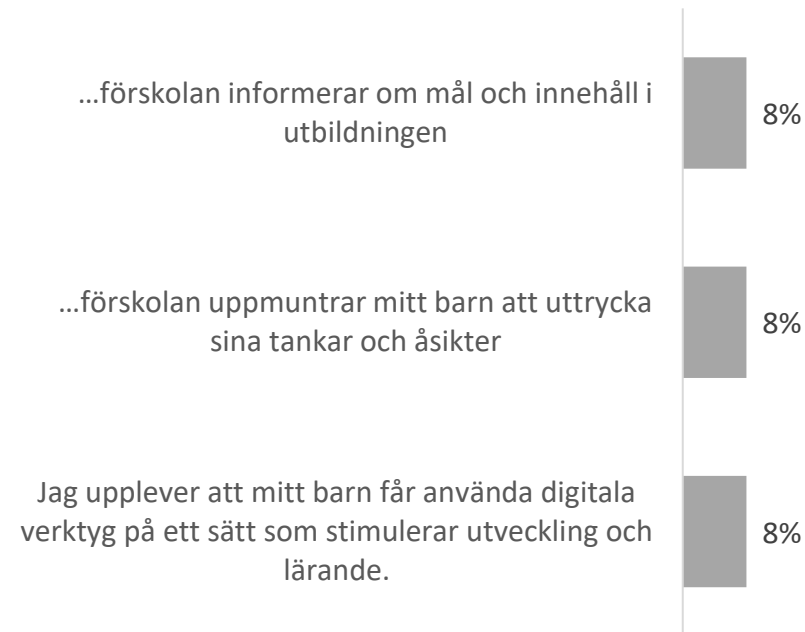 …förskolan informerar om mål och innehåll i
utbildningen
8%
…förskolan uppmuntrar mitt barn att uttrycka
sina tankar och åsikter
8%
Jag upplever att mitt barn får använda digitala
verktyg på ett sätt som stimulerar utveckling och
lärande.
8%